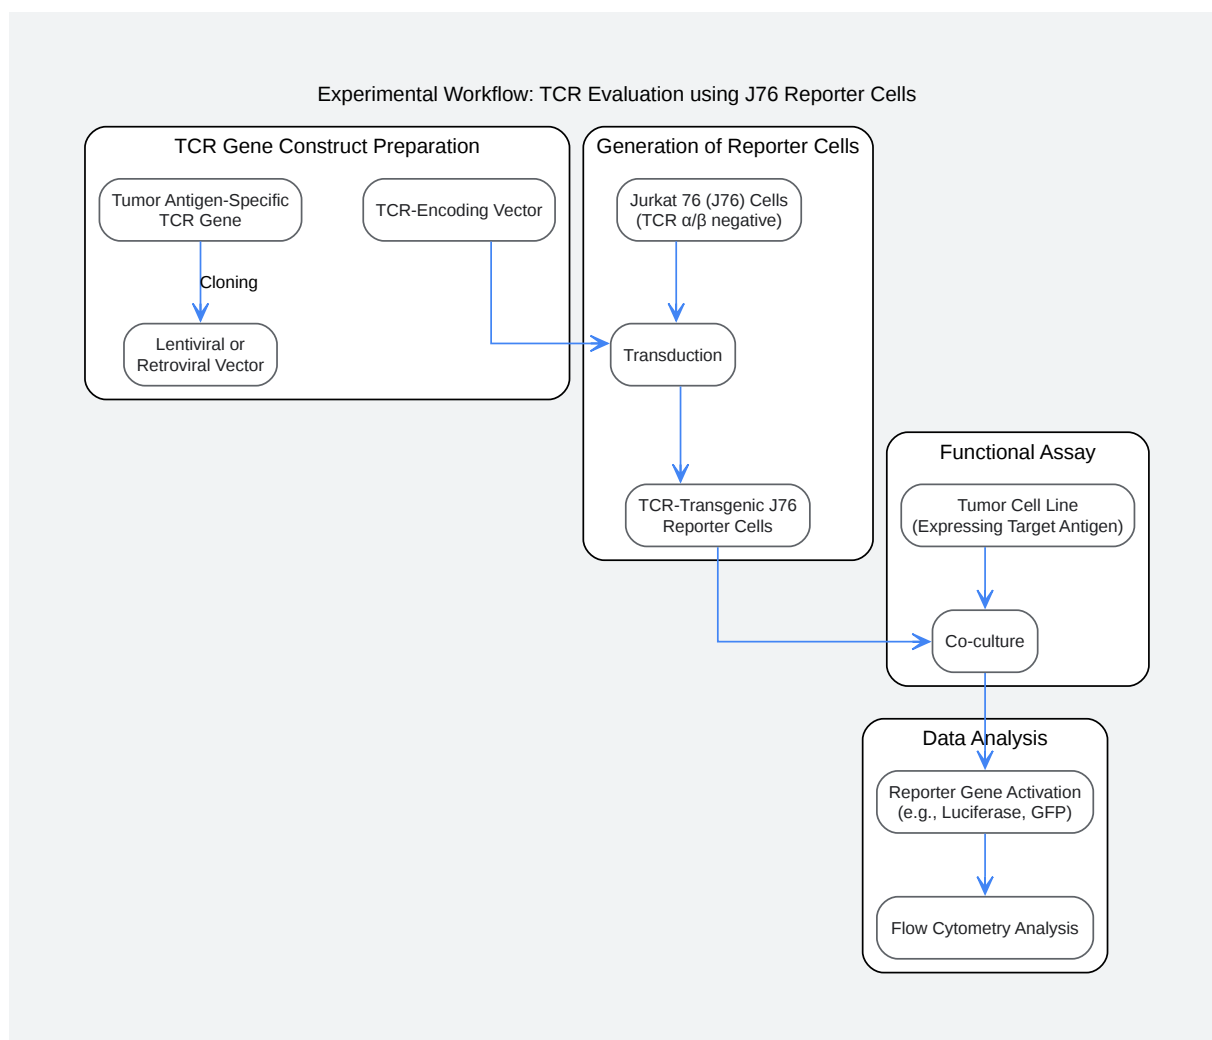 Experimental Workflow: TCR Evaluation using J76 Reporter Cells
TCR Gene Construct Preparation
Tumor Antigen-Specific
TCR Gene
TCR-Encoding Vector
Cloning
Lentiviral or
Retroviral Vector
Generation of Reporter Cells
Jurkat 76 (J76) Cells
(TCR α/β negative)
Transduction
TCR-Transgenic J76
Reporter Cells
Functional Assay
Tumor Cell Line
(Expressing Target Antigen)
Co-culture
Data Analysis
Reporter Gene Activation
(e.g., Luciferase, GFP)
Flow Cytometry Analysis